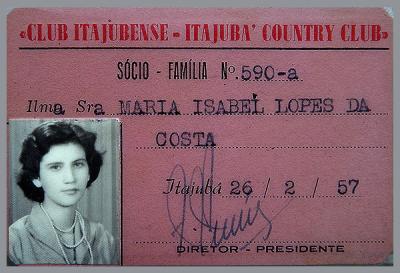 «CLUB ITAJUBENSE - ITAJUBA' COUNTRY CLUB»
SÓCIO - FAMÍLIA Nº 590-a
Ilma Sra MARIA ISABEL LOPES DA
COSTA
Itajubá 26 / 2 / 57
DIRETOR - PRESIDENTE